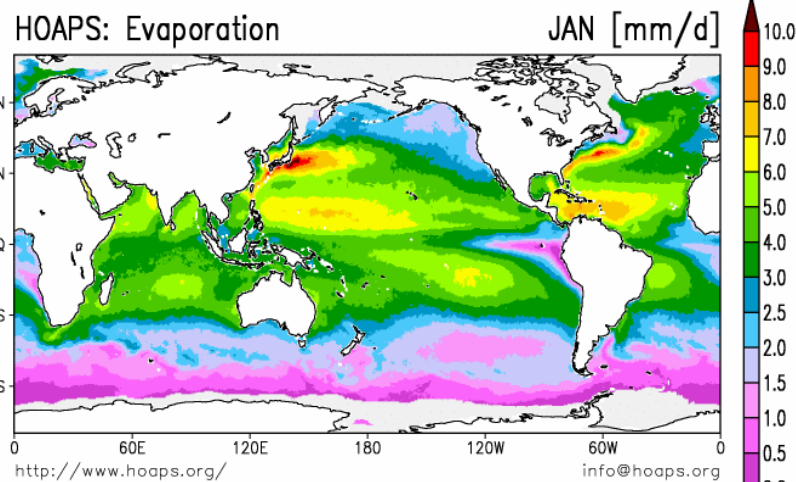 HOAPS: Evaporation JAN [mm/d]
10.0
9.0
8.0
7.0
6.0
5.0
4.0
3.0
2.5
2.0
1.5
1.0
0.5
N
N
Q
S
S
0 60E 120E 180 120W 60W 0
http://www.hoaps.org/ info@hoaps.org